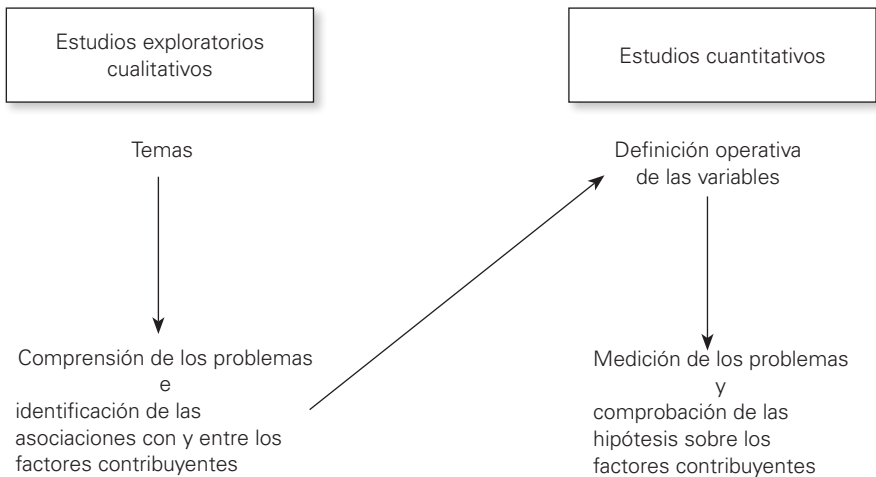 Estudios exploratorios
cualitativos
Temas
Comprensión de los problemas
e
identificación de las
asociaciones con y entre los
factores contribuyentes
Estudios cuantitativos
Definición operativa
de las variables
Medición de los problemas
y
comprobación de las
hipótesis sobre los
factores contribuyentes